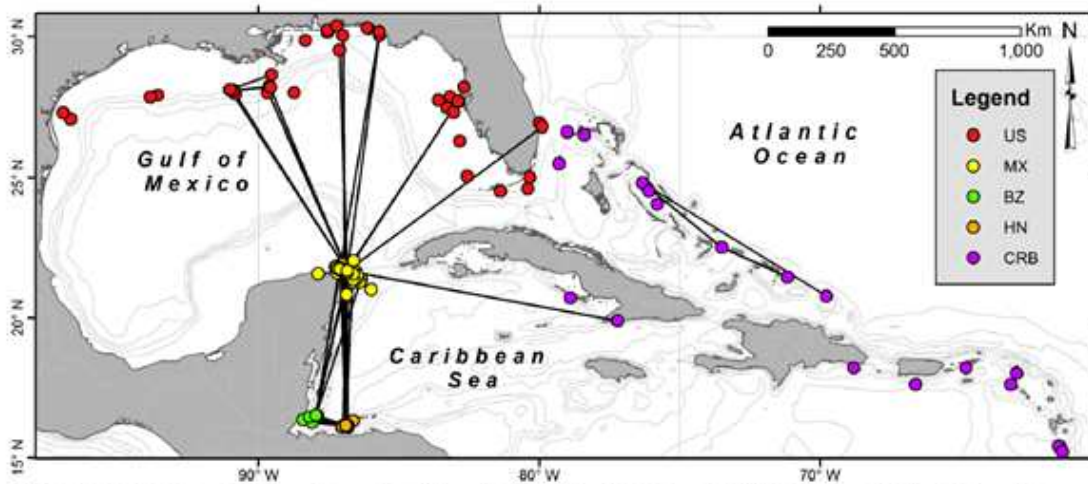 30° N
25° N
20° N
15° N
90° W
80° W
70° W
Gulf of
Mexico
Atlantic
Ocean
Caribbean
Sea
Km
0 250 500 1,000
N
Legend
US
MX
BZ
HN
CRB